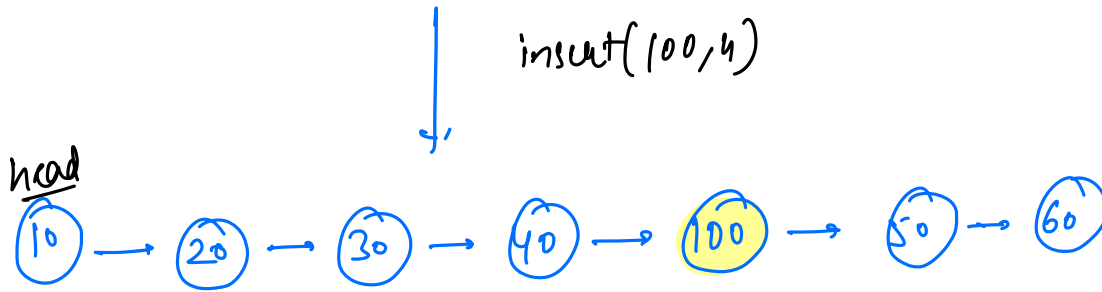 insert(100,4)
head
10 → 20 → 30 → 40 → 100 → 50 → 60